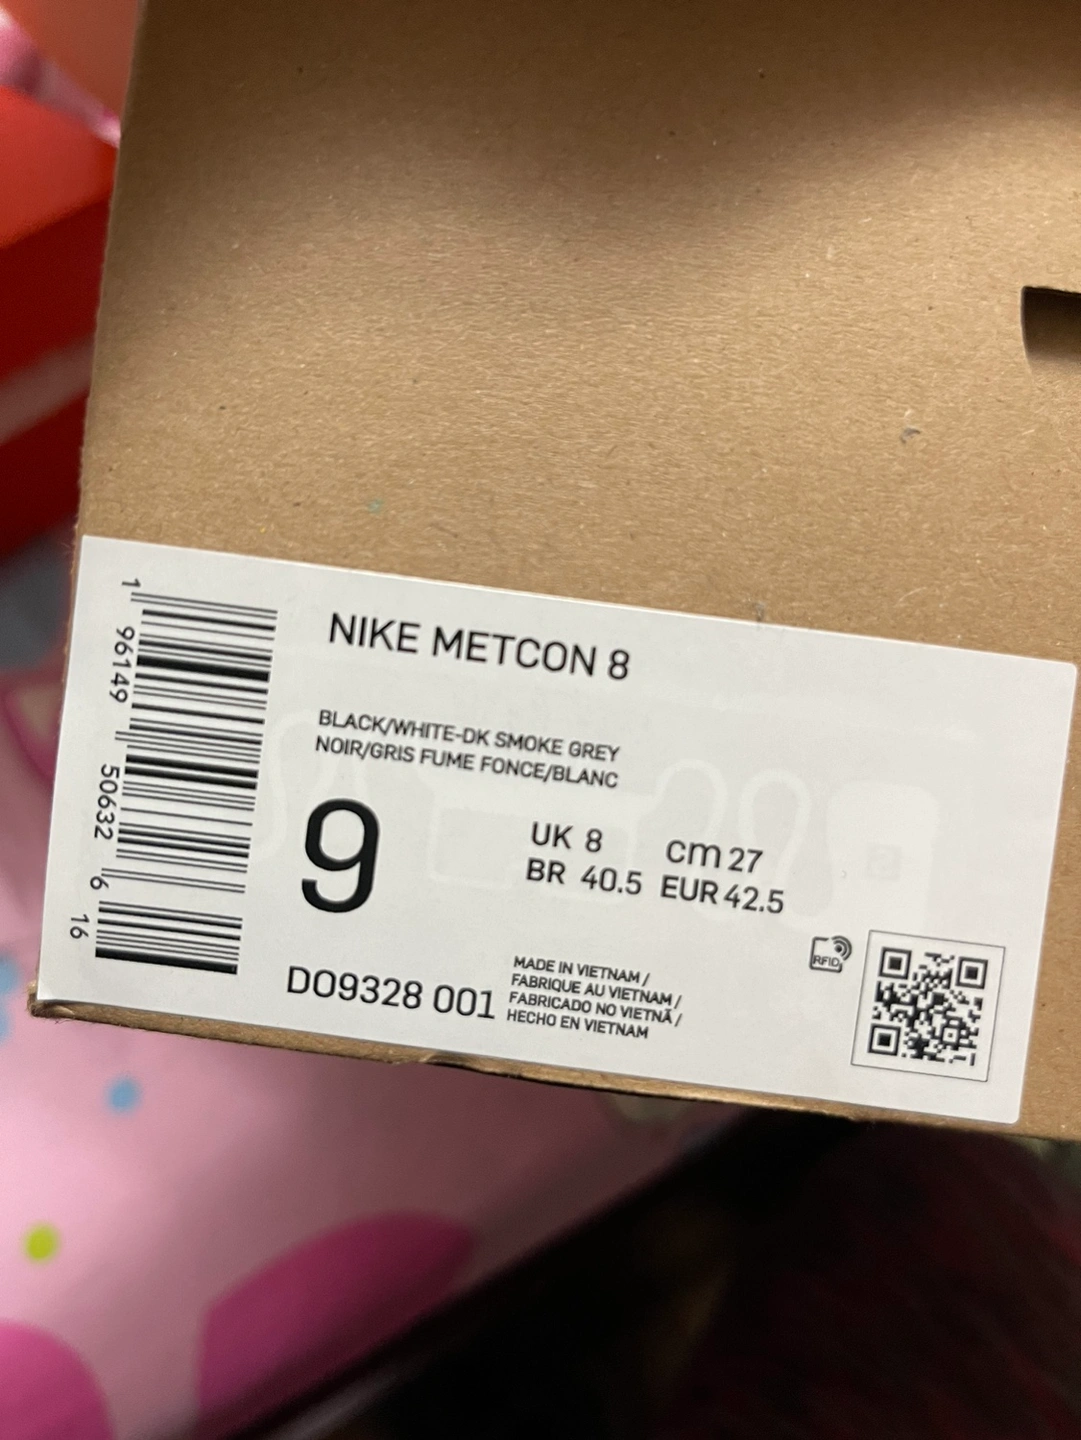 NIKE METCON 8
BLACK/WHITE-DK SMOKE GREY
NOIR/GRIS FUME FONCE/BLANC
9
UK 8 cm 27
BR 40.5 EUR 42.5
DO9328 001
MADE IN VIETNAM /
FABRIQUE AU VIETNAM /
FABRICADO NO VIETNÃ /
HECHO EN VIETNAM
RFID
1 96149 50632 6
16